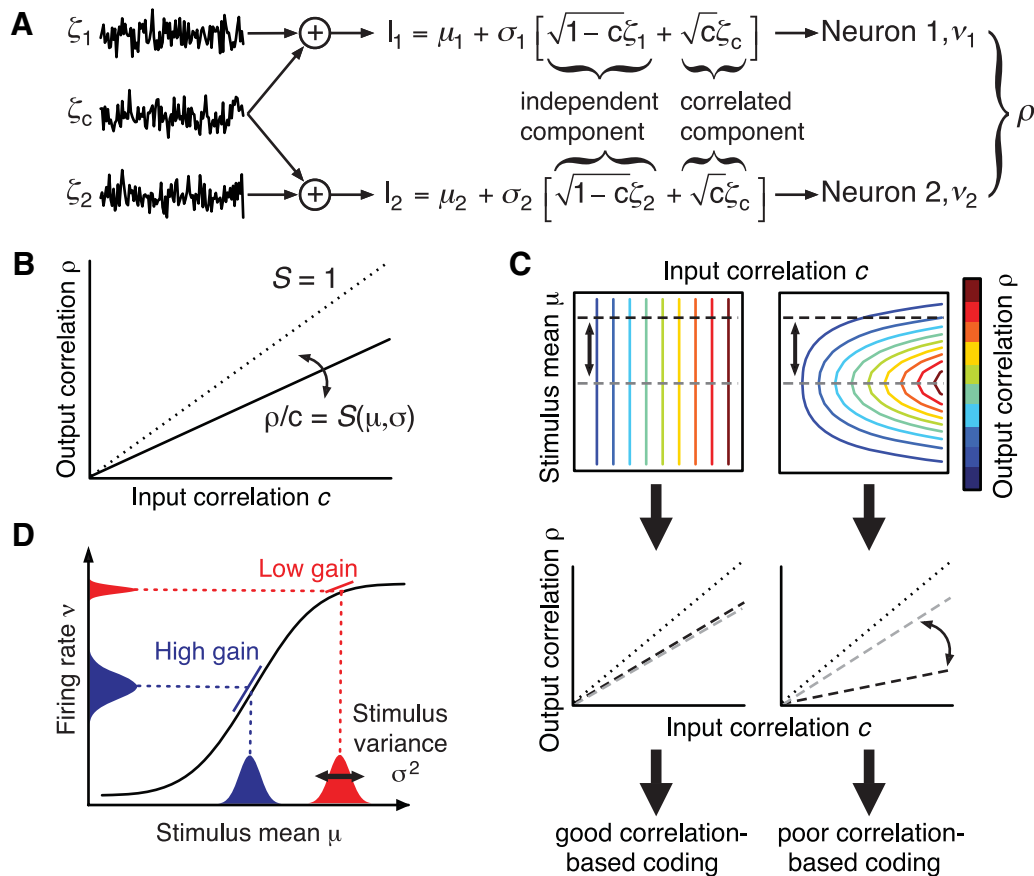 A
ζ1
I1 = μ1 + σ1 [√1−cζ1 + √cζc]
Neuron 1, ν1
ζc
independent component
correlated component
ρ
ζ2
I2 = μ2 + σ2 [√1−cζ2 + √cζc]
Neuron 2, ν2
B
Output correlation ρ
S = 1
ρ/c = S(μ,σ)
Input correlation c
C
Input correlation c
Stimulus mean μ
Output correlation ρ
Output correlation ρ
Input correlation c
good correlation-
based coding
poor correlation-
based coding
D
Firing rate ν
Low gain
High gain
Stimulus
variance
σ2
Stimulus mean μ